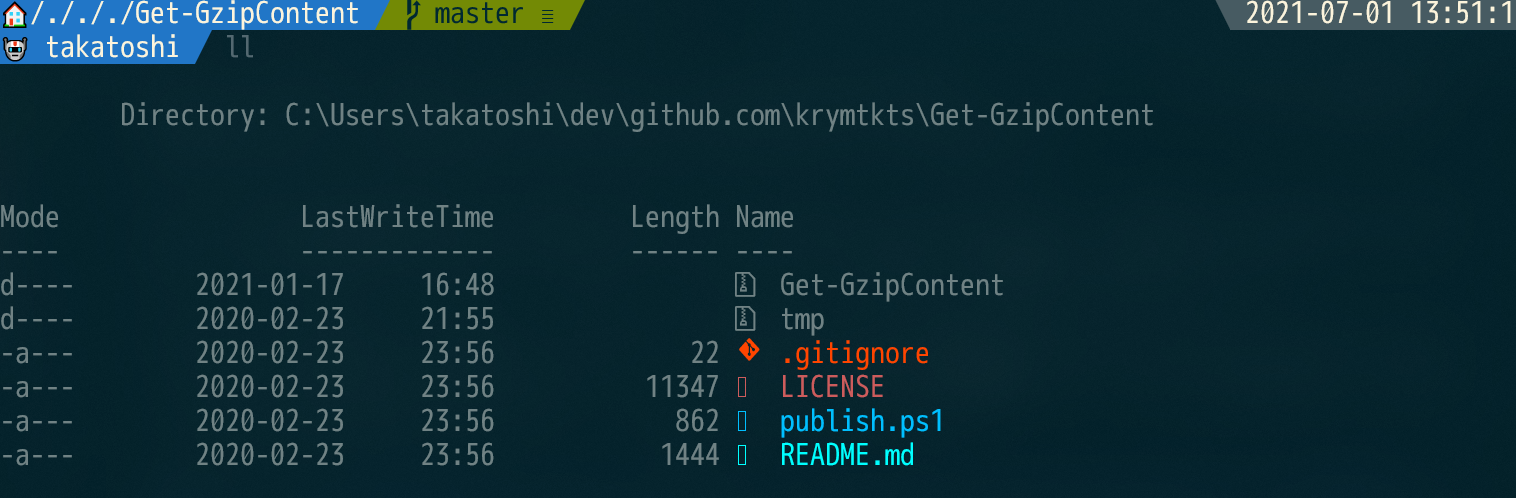 /./././Get-GzipContent master ≡ 2021-07-01 13:51:1
takatoshi ll
Directory: C:\Users\takatoshi\dev\github.com\krymtkts\Get-GzipContent
Mode LastWriteTime Length Name
---- ------------- ------ ----
d---- 2021-01-17 16:48 Get-GzipContent
d---- 2020-02-23 21:55 tmp
-a--- 2020-02-23 23:56 22 .gitignore
-a--- 2020-02-23 23:56 11347 LICENSE
-a--- 2020-02-23 23:56 862 publish.ps1
-a--- 2020-02-23 23:56 1444 README.md